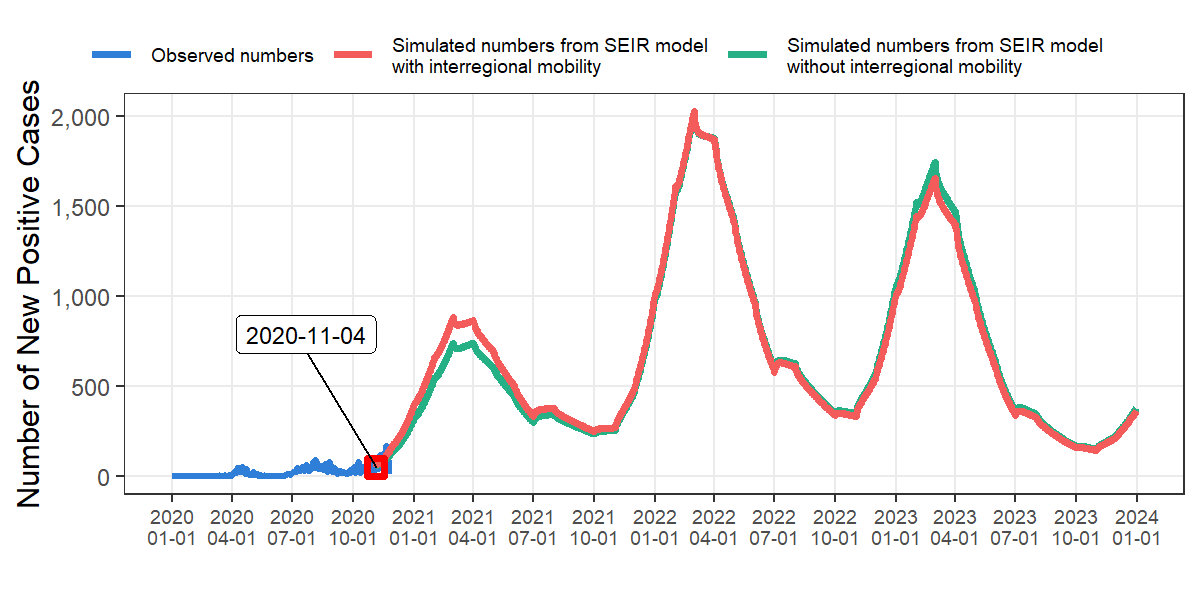 Observed numbers
Simulated numbers from SEIR model
with interregional mobility
Simulated numbers from SEIR model
without interregional mobility
Number of New Positive Cases
2,000
1,500
1,000
500
0
2020-11-04
2020 2020 2020 2020 2021 2021 2021 2021 2022 2022 2022 2022 2023 2023 2023 2023 2024
01-01 04-01 07-01 10-01 01-01 04-01 07-01 10-01 01-01 04-01 07-01 10-01 01-01 04-01 07-01 10-01 01-01